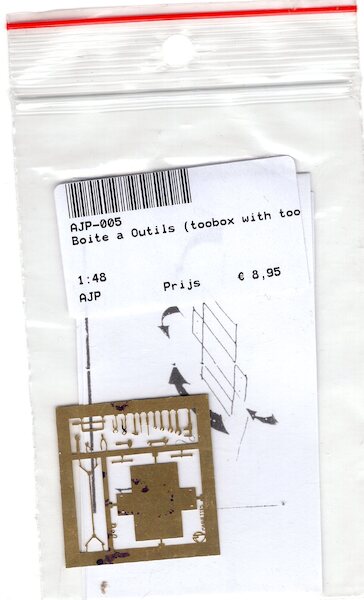 AJP-005
Boite a Outils (toobox with too
1:48
AJP
Prijs
€ 8,95